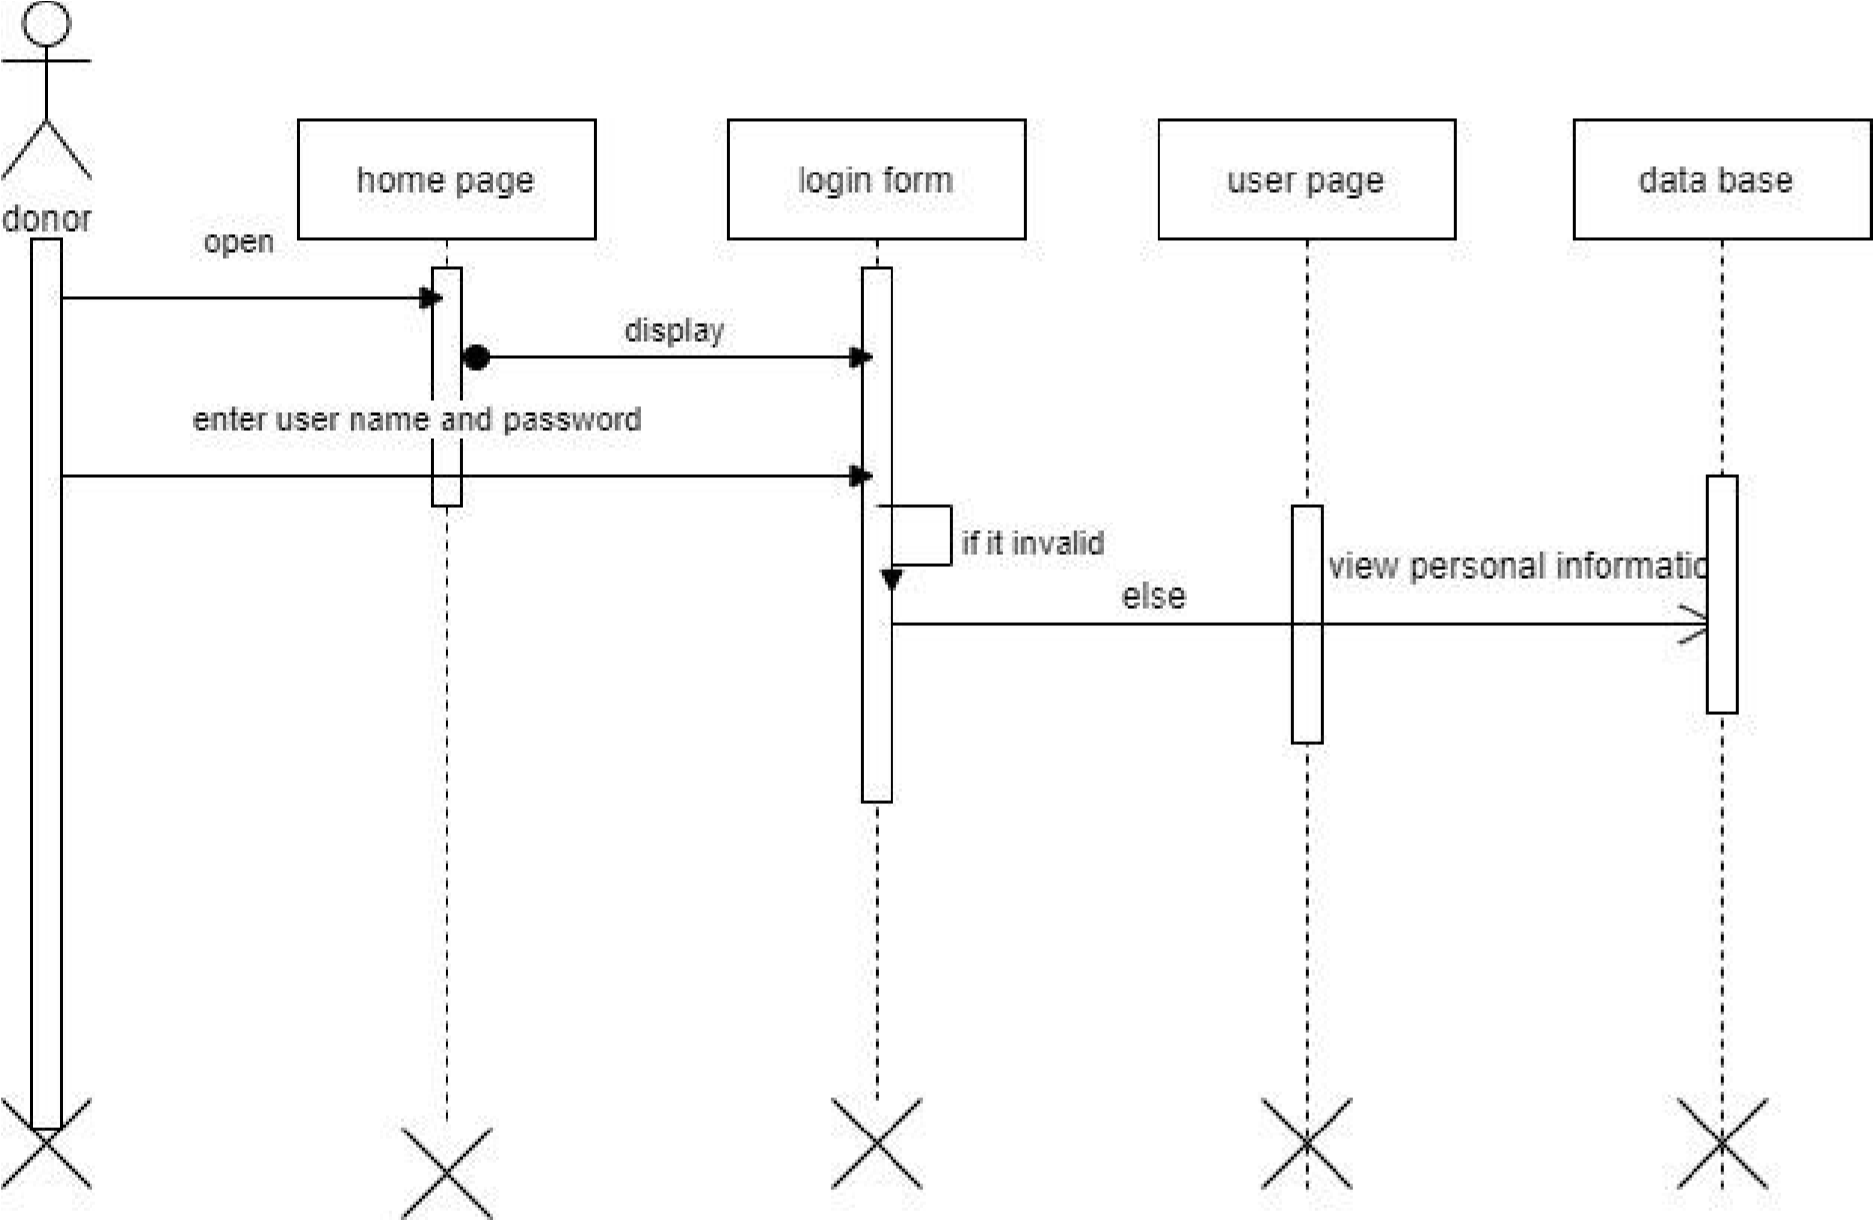 donor
home page
login form
user page
data base
open
display
enter user name and password
if it invalid
view personal informatio
else